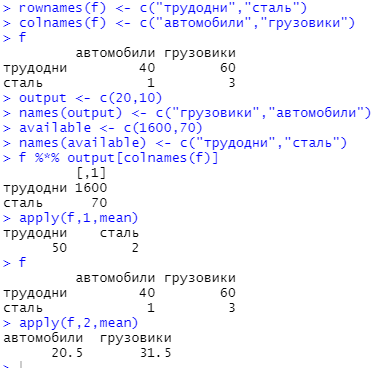 > rownames(f) <- c("трудодни","сталь")
> colnames(f) <- c("автомобили","грузовики")
> f
         автомобили грузовики
трудодни         40        60
сталь             1         3
> output <- c(20,10)
> names(output) <- c("грузовики","автомобили")
> available <- c(1600,70)
> names(available) <- c("трудодни","сталь")
> f %*% output[colnames(f)]
         [,1]
трудодни 1600
сталь      70
> apply(f,1,mean)
трудодни    сталь
      50        2
> f
         автомобили грузовики
трудодни         40        60
сталь             1         3
> apply(f,2,mean)
автомобили  грузовики
      20.5       31.5
>